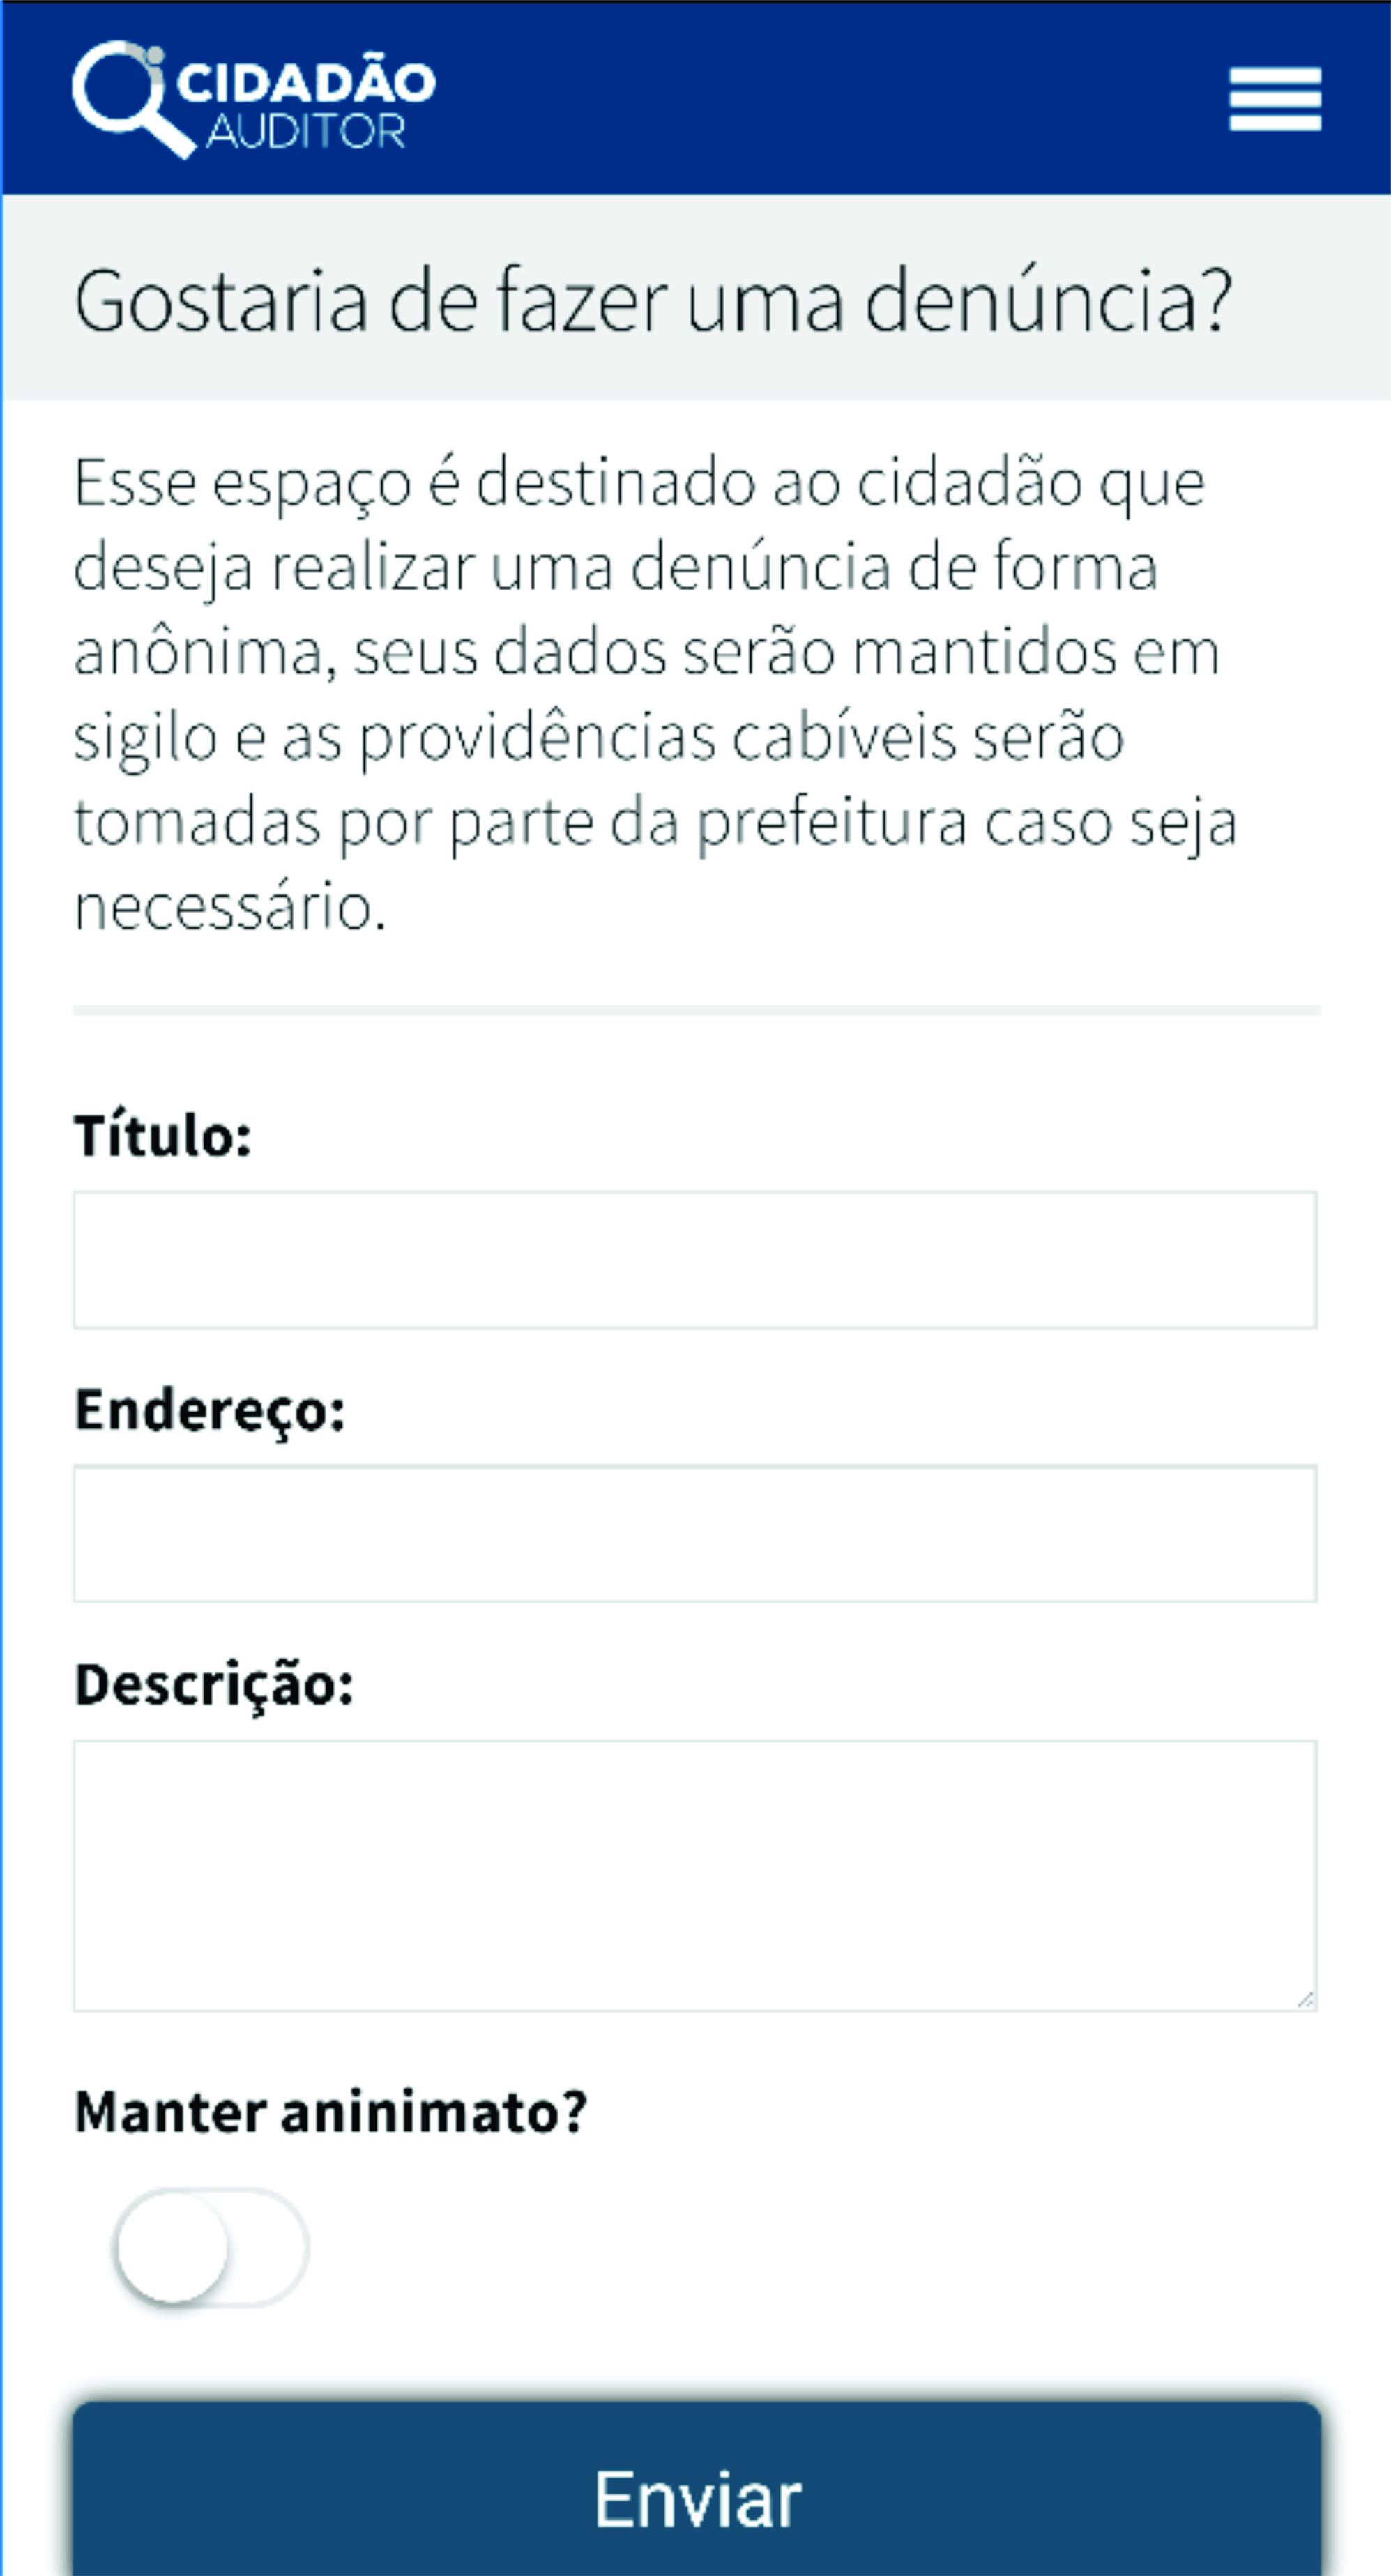 CIDADÃO
AUDITOR
Gostaria de fazer uma denúncia?
Esse espaço é destinado ao cidadão que
deseja realizar uma denúncia de forma
anônima, seus dados serão mantidos em
sigilo e as providências cabíveis serão
tomadas por parte da prefeitura caso seja
necessário.
Título:
Endereço:
Descrição:
Manter aninimato?
Enviar